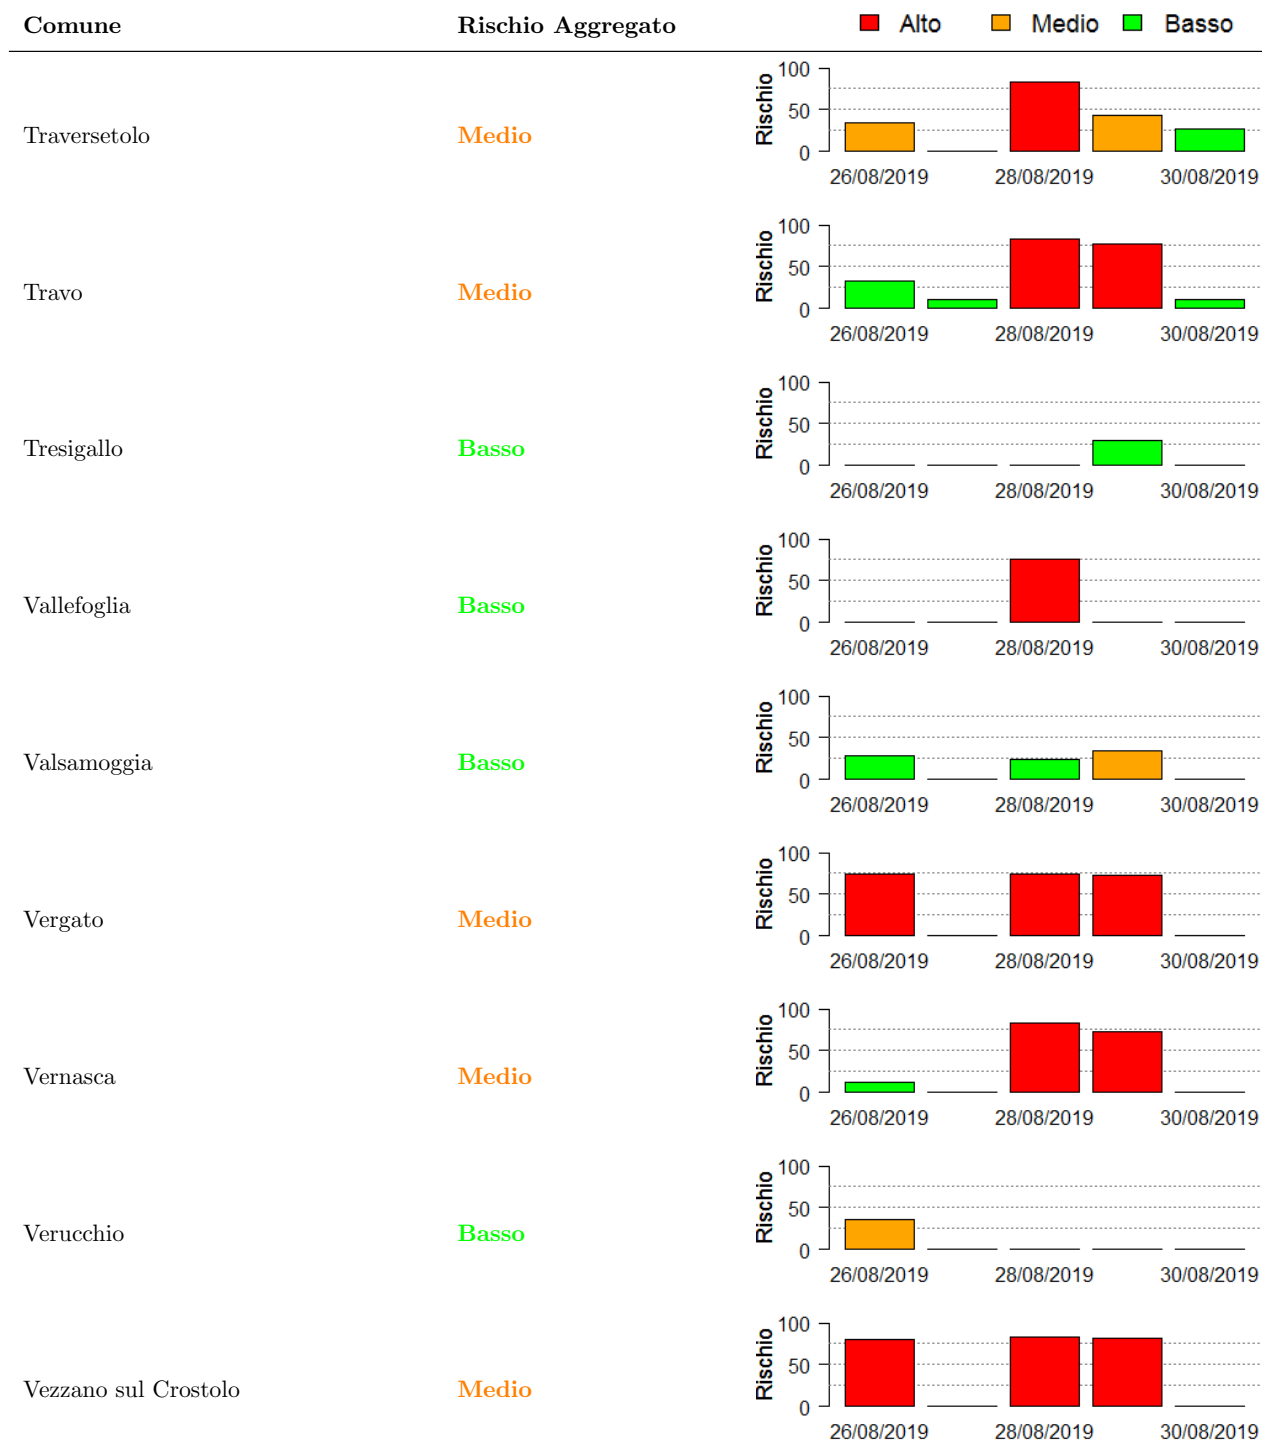 Comune Rischio Aggregato Alto Medio Basso
Traversetolo Medio Rischio 100 50 0
26/08/2019 28/08/2019 30/08/2019
Travo Medio Rischio 100 50 0
26/08/2019 28/08/2019 30/08/2019
Tresigallo Basso Rischio 100 50 0
26/08/2019 28/08/2019 30/08/2019
Vallefoglia Basso Rischio 100 50 0
26/08/2019 28/08/2019 30/08/2019
Valsamoggia Basso Rischio 100 50 0
26/08/2019 28/08/2019 30/08/2019
Vergato Medio Rischio 100 50 0
26/08/2019 28/08/2019 30/08/2019
Vernasca Medio Rischio 100 50 0
26/08/2019 28/08/2019 30/08/2019
Verucchio Basso Rischio 100 50 0
26/08/2019 28/08/2019 30/08/2019
Vezzano sul Crostolo Medio Rischio 100 50 0
26/08/2019 28/08/2019 30/08/2019